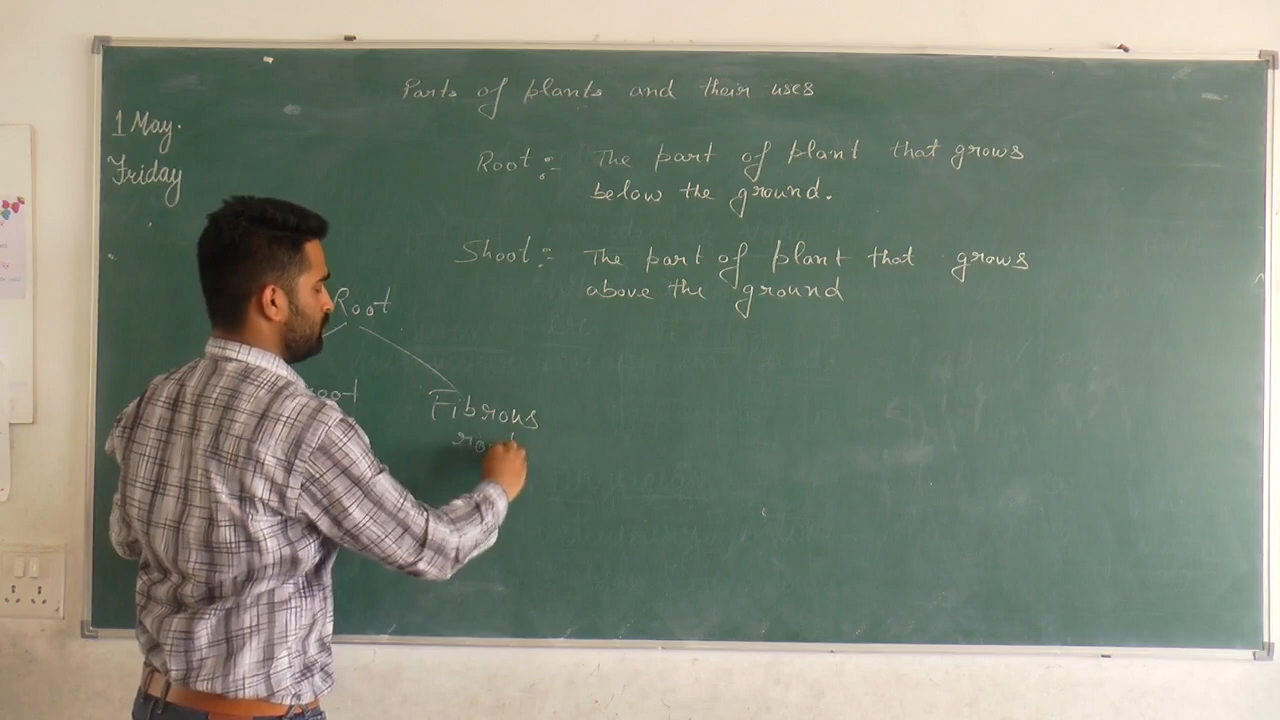 Parts of plants and their uses
1 May.
Friday
Root:- The part of plant that grows
below the ground.
Shoot:- The part of plant that grows
above the ground
Root
root
Fibrous